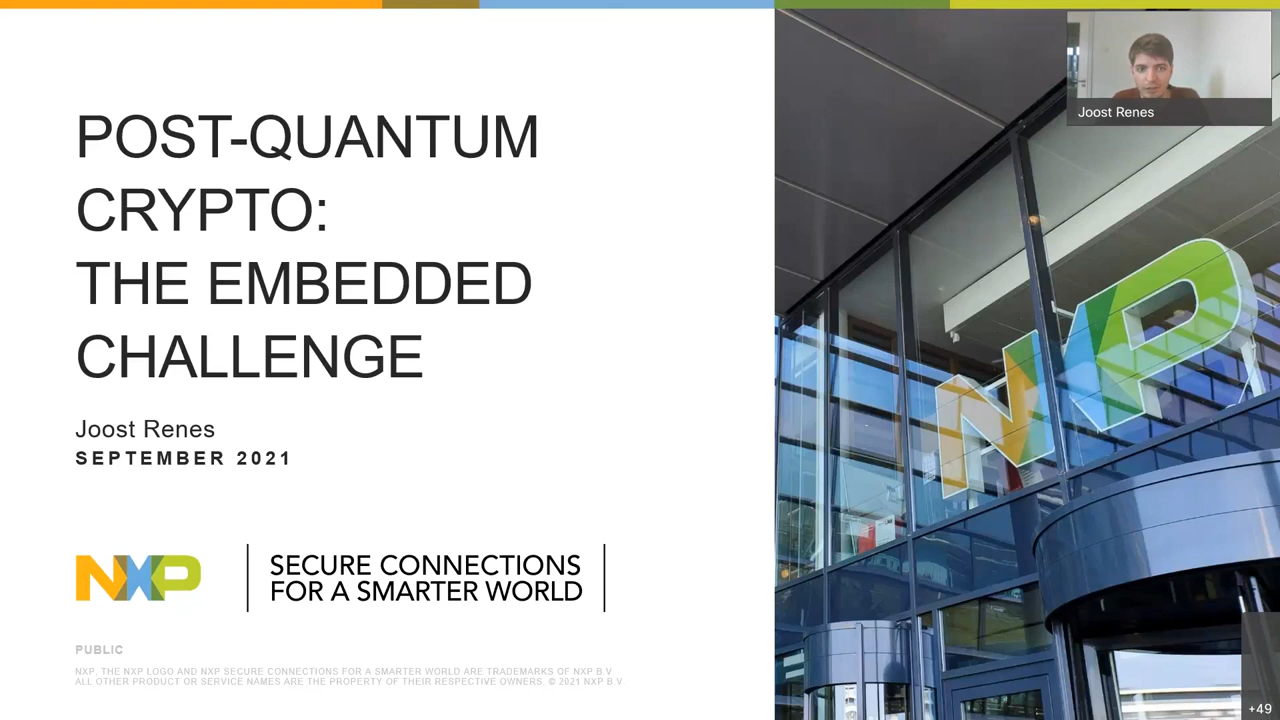 POST-QUANTUM
CRYPTO:
THE EMBEDDED
CHALLENGE
Joost Renes
SEPTEMBER 2021
NXP
SECURE CONNECTIONS
FOR A SMARTER WORLD
PUBLIC
NXP, THE NXP LOGO AND NXP SECURE CONNECTIONS FOR A SMARTER WORLD ARE TRADEMARKS OF NXP B.V
ALL OTHER PRODUCT OR SERVICE NAMES ARE THE PROPERTY OF THEIR RESPECTIVE OWNERS. © 2021 NXP B.V
Joost Renes
NXP
+49